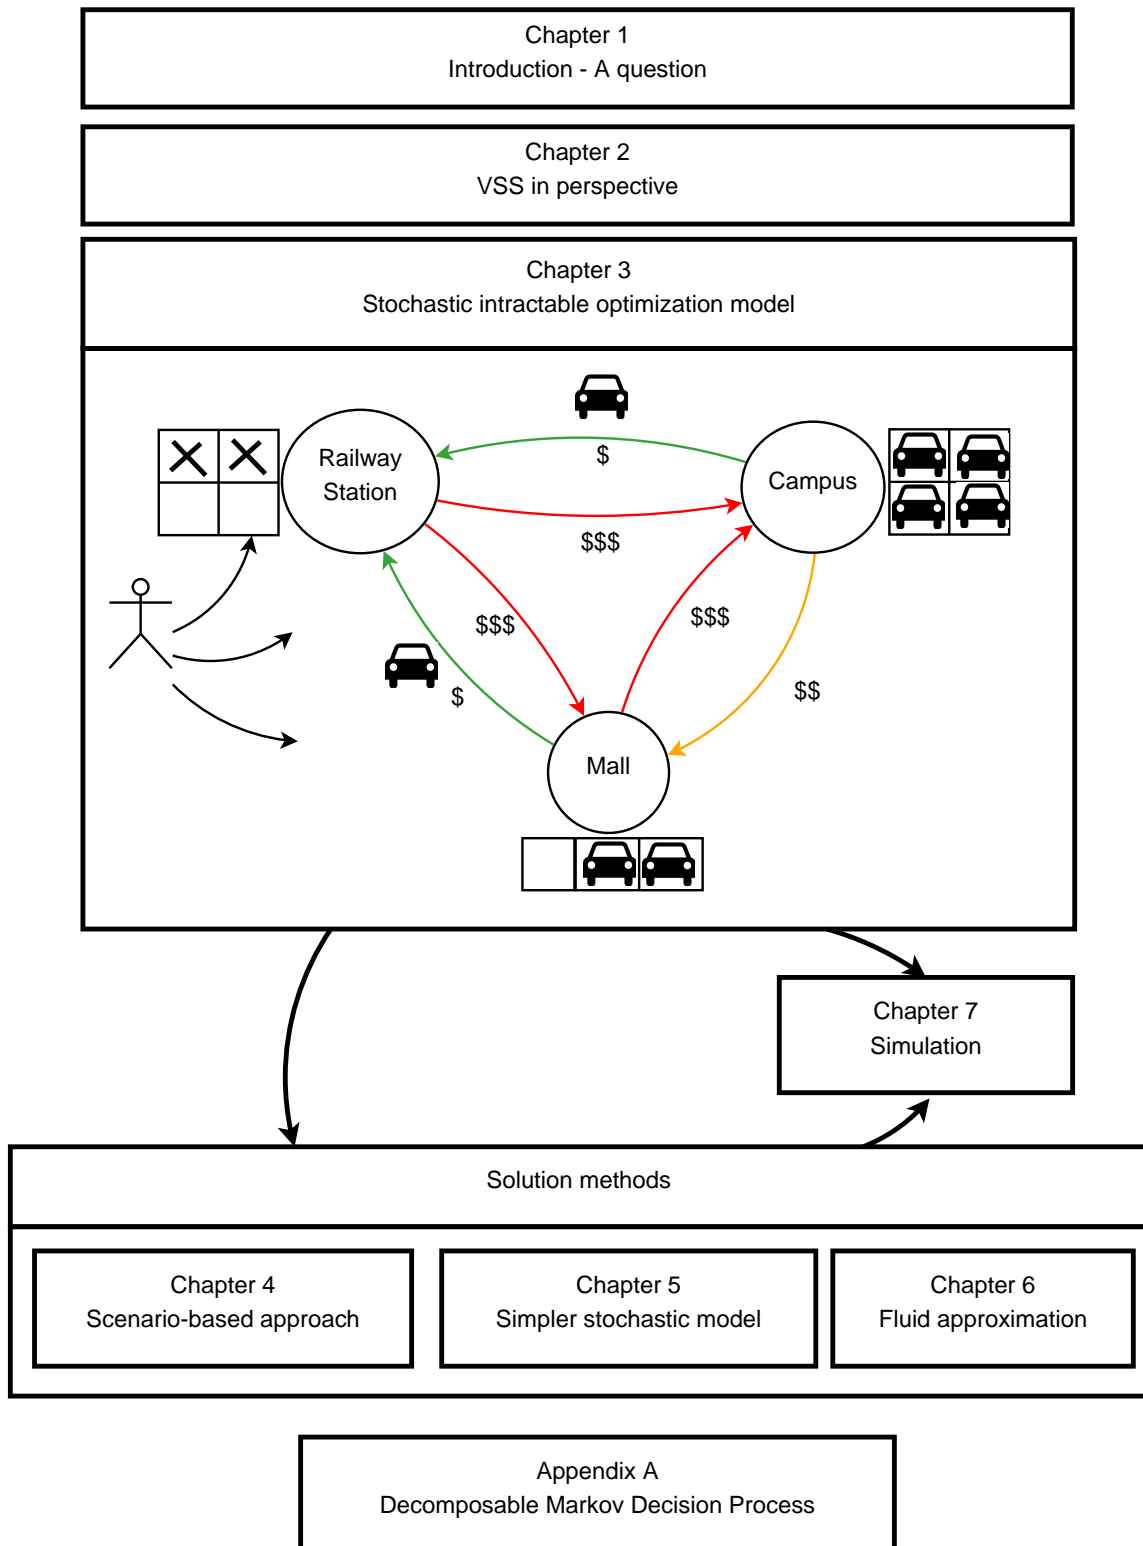 Chapter 1
Introduction - A question
Chapter 2
VSS in perspective
Chapter 3
Stochastic intractable optimization model
Railway
Station
$
Campus
$$$
$$$
$$$
$
$$
Mall
Chapter 7
Simulation
Solution methods
Chapter 4
Scenario-based approach
Chapter 5
Simpler stochastic model
Chapter 6
Fluid approximation
Appendix A
Decomposable Markov Decision Process